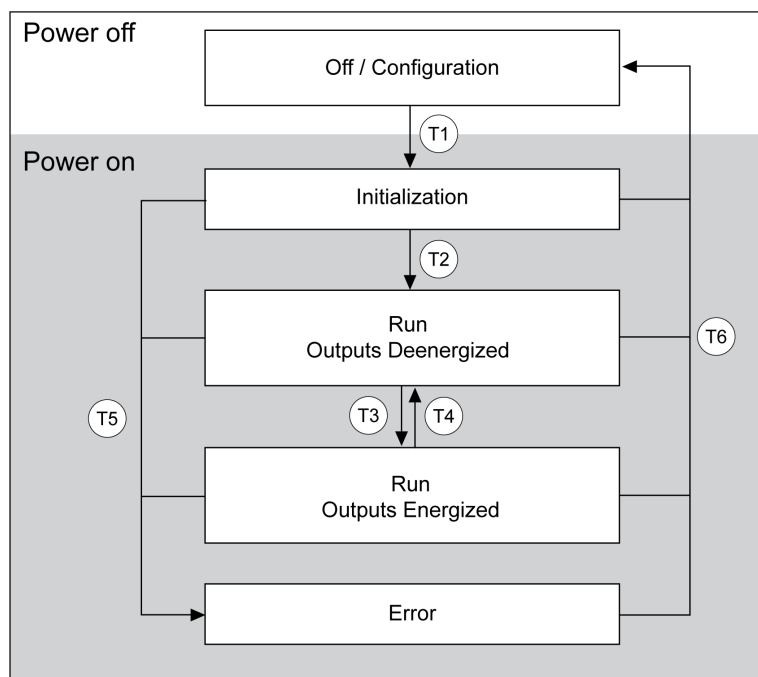 Power off
Off / Configuration
T1
Power on
Initialization
T2
Run
Outputs Deenergized
T6
T3
T4
T5
Run
Outputs Energized
Error